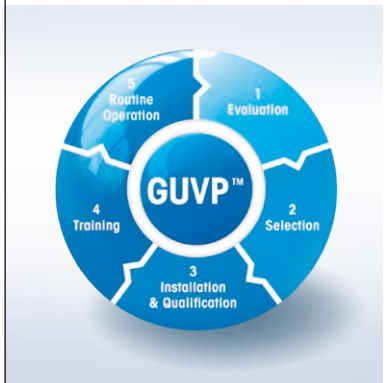 5
Routine
Operation
1
Evaluation
GUVP™
4
Training
2
Selection
3
Installation
& Qualification